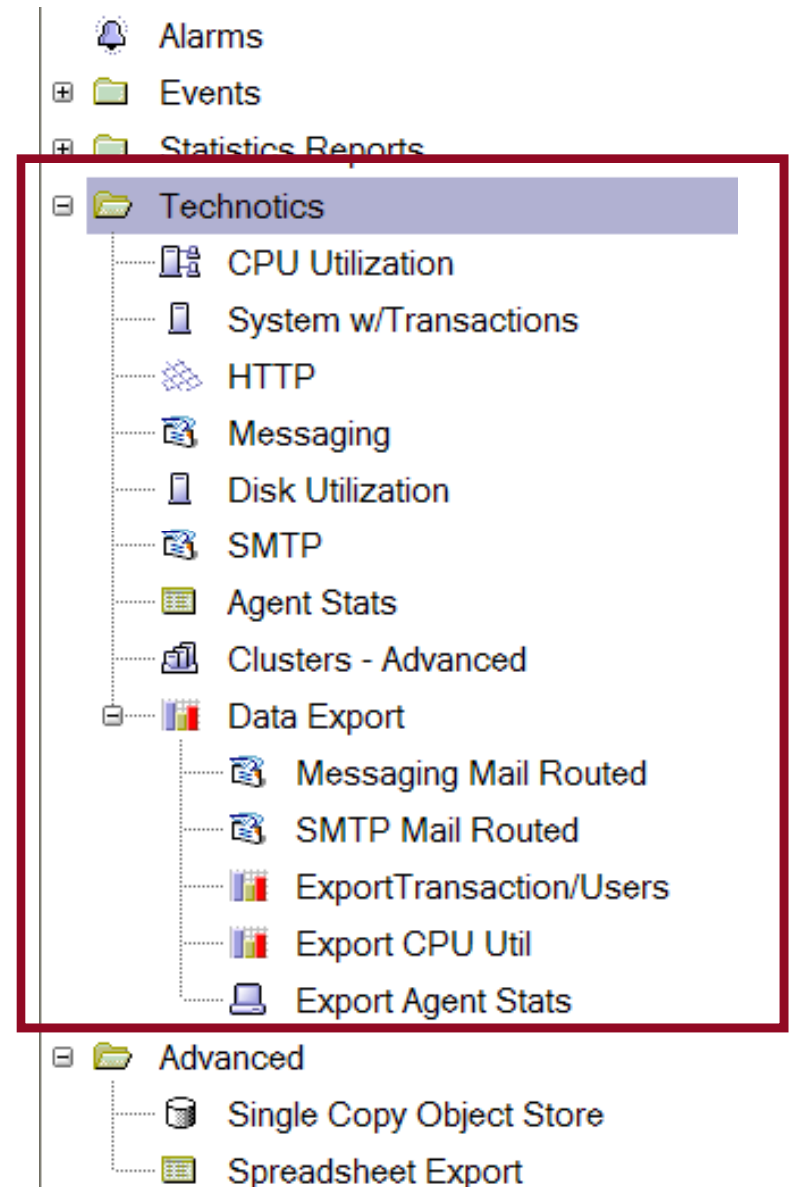 Alarms
Events
Statistics Reports
Technotics
CPU Utilization
System w/Transactions
HTTP
Messaging
Disk Utilization
SMTP
Agent Stats
Clusters - Advanced
Data Export
Messaging Mail Routed
SMTP Mail Routed
ExportTransaction/Users
Export CPU Util
Export Agent Stats
Advanced
Single Copy Object Store
Spreadsheet Export